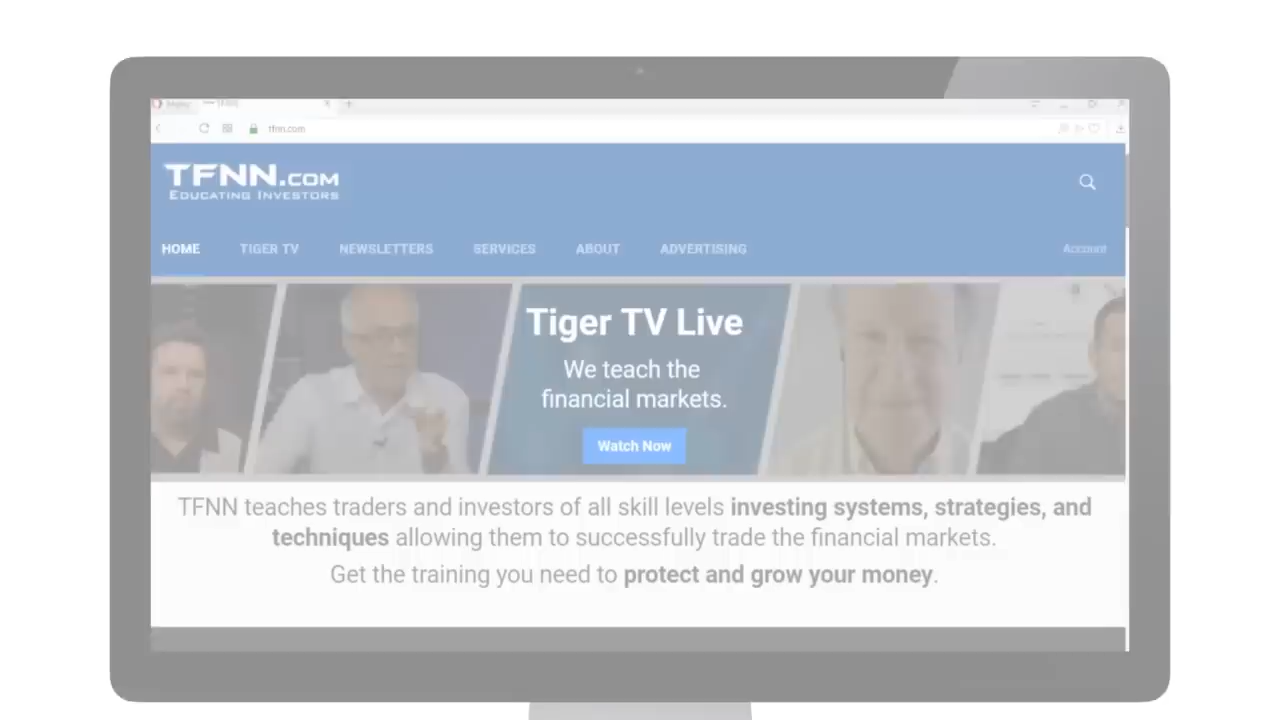 tfnn.com
TFNN.COM
EDUCATING INVESTORS
HOME TIGER TV NEWSLETTERS SERVICES ABOUT ADVERTISING Account
Tiger TV Live
We teach the
financial markets.
Watch Now
TFNN teaches traders and investors of all skill levels investing systems, strategies, and
techniques allowing them to successfully trade the financial markets.
Get the training you need to protect and grow your money.